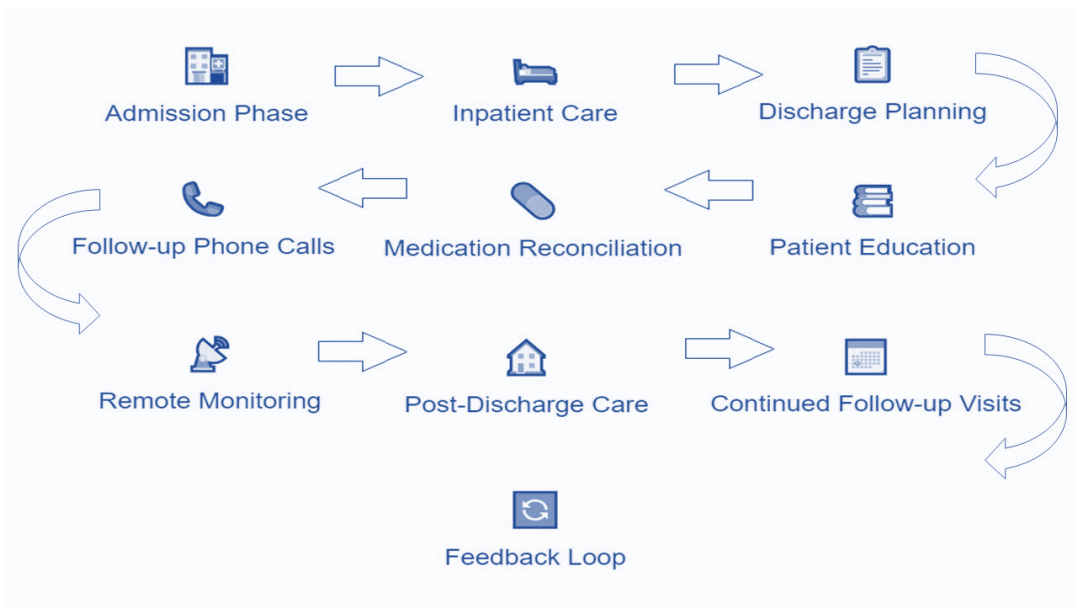 Admission Phase
Inpatient Care
Discharge Planning
Follow-up Phone Calls
Medication Reconciliation
Patient Education
Remote Monitoring
Post-Discharge Care
Continued Follow-up Visits
Feedback Loop